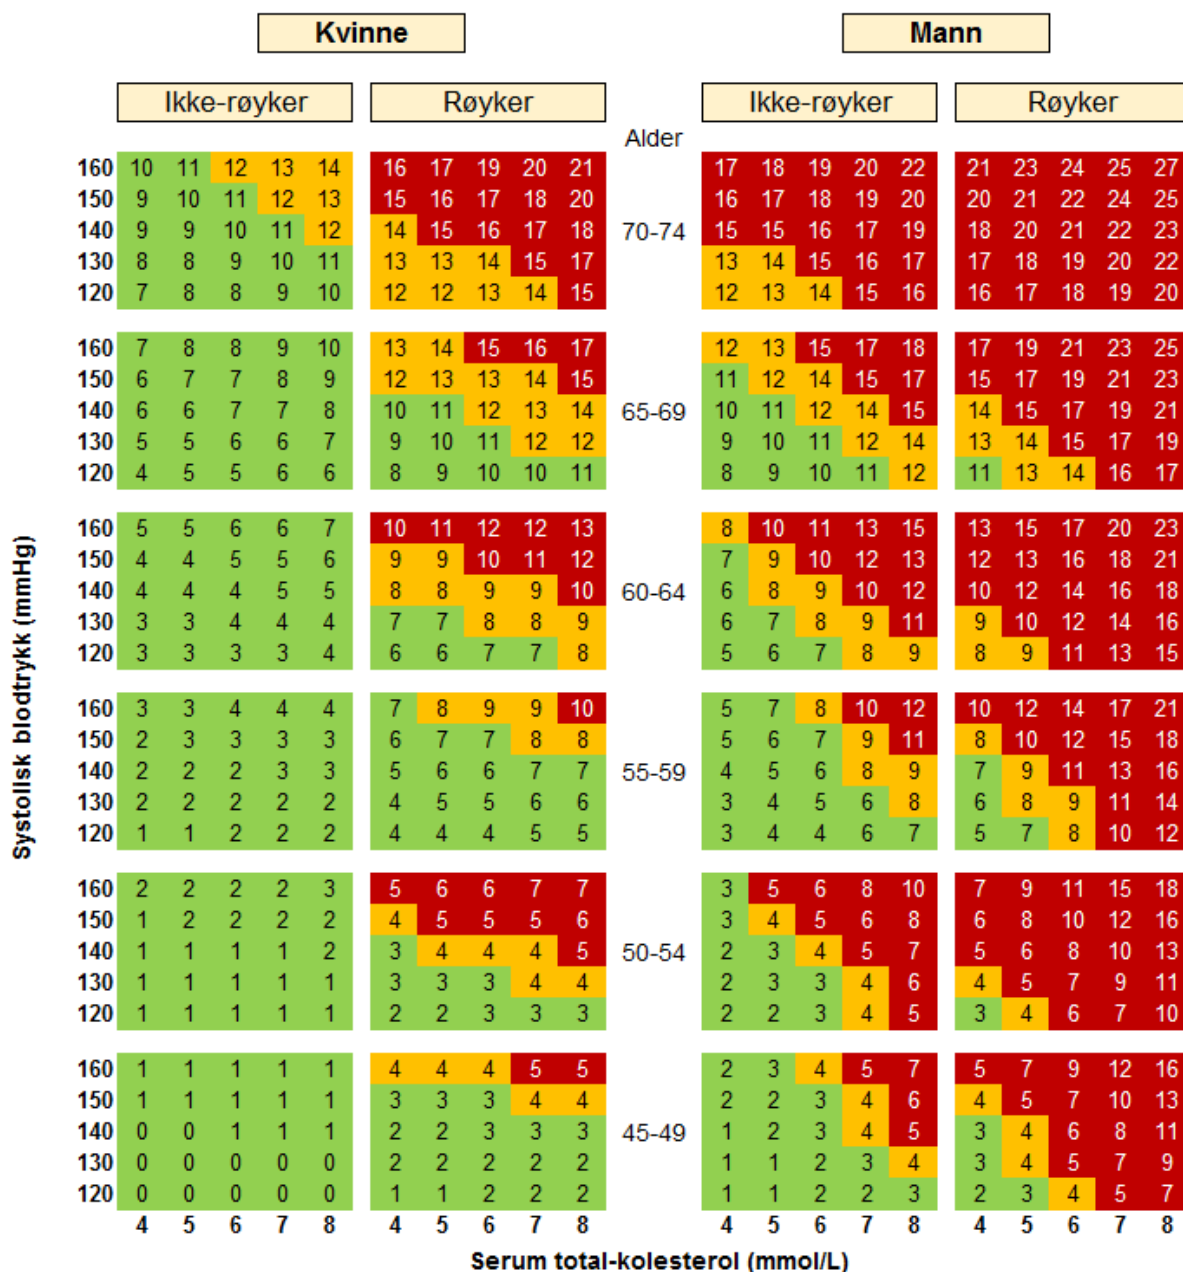 Kvinne Mann
Ikke-røyker Røyker Ikke-røyker Røyker
Alder
160 10 11 12 13 14 16 17 19 20 21 17 18 19 20 22 21 23 24 25 27
150 9 10 11 12 13 15 16 17 18 20 16 17 18 19 20 20 21 22 24 25
140 9 9 10 11 12 14 15 16 17 18 70-74 15 15 16 17 19 18 20 21 22 23
130 8 8 9 10 11 13 13 14 15 17 13 14 15 16 17 17 18 19 20 22
120 7 8 8 9 10 12 12 13 14 15 12 13 14 15 16 16 17 18 19 20
160 7 8 8 9 10 13 14 15 16 17 12 13 15 17 18 17 19 21 23 25
150 6 7 7 8 9 12 13 13 14 15 11 12 14 15 17 15 17 19 21 23
140 6 6 7 7 8 10 11 12 13 14 65-69 10 11 12 14 15 14 15 17 19 21
130 5 5 6 6 7 9 10 11 12 12 9 10 11 12 14 13 14 15 17 19
120 4 5 5 6 6 8 9 10 10 11 8 9 10 11 12 11 13 14 16 17
160 5 5 6 6 7 10 11 12 12 13 8 10 11 13 15 13 15 17 20 23
150 4 4 5 5 6 9 9 10 11 12 7 9 10 12 13 12 13 16 18 21
140 4 4 4 5 5 8 8 9 9 10 60-64 6 8 9 10 12 10 12 14 16 18
130 3 3 4 4 4 7 7 8 8 9 6 7 8 9 11 9 10 12 14 16
120 3 3 3 3 4 6 6 7 7 8 5 6 7 8 9 8 9 11 13 15
160 3 3 4 4 4 7 8 9 9 10 5 7 8 10 12 10 12 14 17 21
150 2 3 3 3 3 6 7 7 8 8 5 6 7 9 11 8 10 12 15 18
140 2 2 2 3 3 5 6 6 7 7 55-59 4 5 6 8 9 7 9 11 13 16
130 2 2 2 2 2 4 5 5 6 6 3 4 5 6 8 6 8 9 11 14
120 1 1 2 2 2 4 4 4 5 5 3 4 4 6 7 5 7 8 10 12
160 2 2 2 2 3 5 6 6 7 7 3 5 6 8 10 7 9 11 15 18
150 1 2 2 2 2 4 5 5 5 6 3 4 5 6 8 6 8 10 12 16
140 1 1 1 1 2 3 4 4 4 5 50-54 2 3 4 5 7 5 6 8 10 13
130 1 1 1 1 1 3 3 3 4 4 2 3 3 4 6 4 5 7 9 11
120 1 1 1 1 1 2 2 3 3 3 2 2 3 4 5 3 4 6 7 10
160 1 1 1 1 1 4 4 4 5 5 2 3 4 5 7 5 7 9 12 16
150 1 1 1 1 1 3 3 3 4 4 2 2 3 4 6 4 5 7 10 13
140 0 0 1 1 1 2 2 3 3 3 45-49 1 2 3 4 5 3 4 6 8 11
130 0 0 0 0 0 2 2 2 2 2 1 1 2 3 4 3 4 5 7 9
120 0 0 0 0 0 1 1 2 2 2 1 1 2 2 3 2 3 4 5 7
4 5 6 7 8 4 5 6 7 8 4 5 6 7 8 4 5 6 7 8
Systolisk blodtrykk (mmHg)
Serum total-kolesterol (mmol/L)